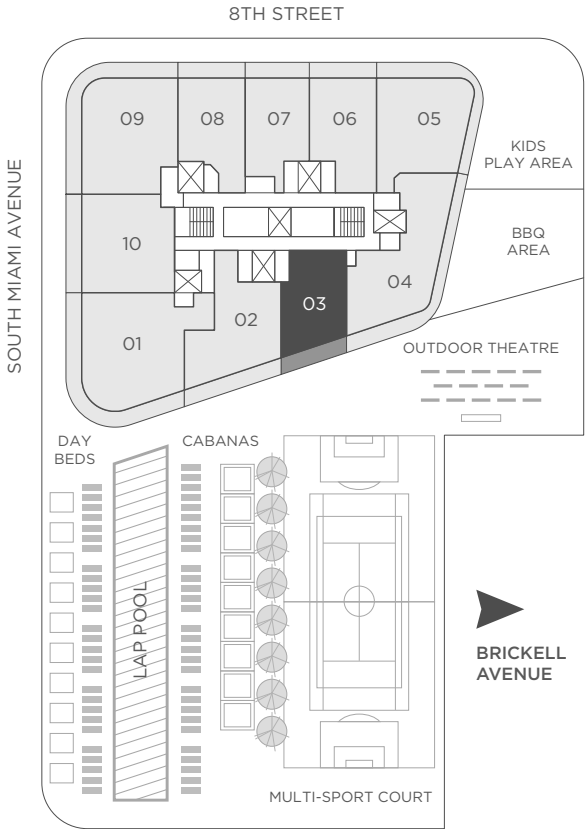 8TH STREET
SOUTH MIAMI AVENUE
09
08
07
06
05
KIDS
PLAY AREA
10
BBQ
AREA
04
03
02
01
OUTDOOR THEATRE
DAY
BEDS
CABANAS
LAP POOL
BRICKELL
AVENUE
MULTI-SPORT COURT